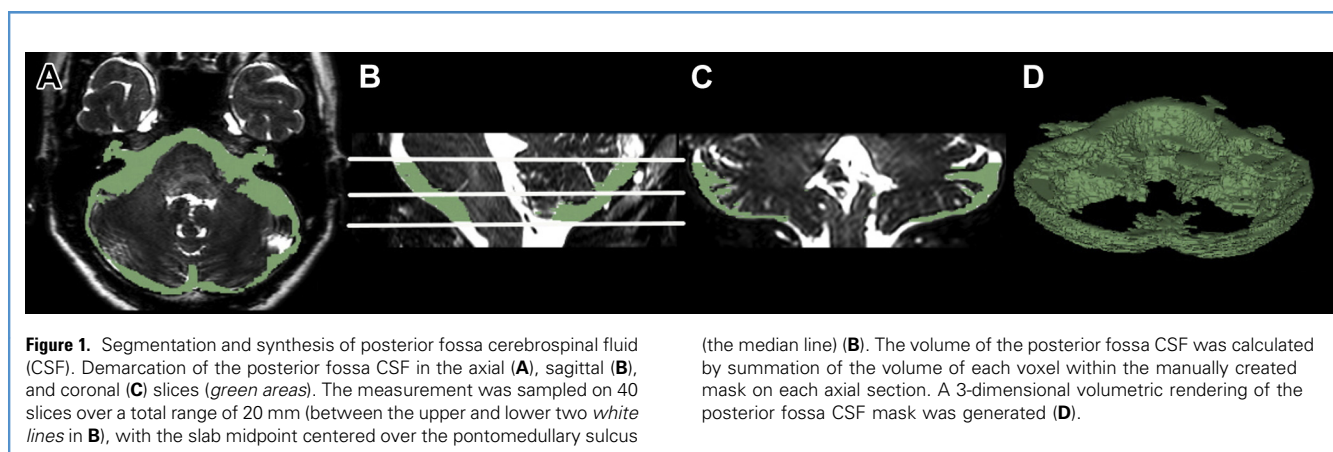 A
B
C
D
Figure 1. Segmentation and synthesis of posterior fossa cerebrospinal fluid
(CSF). Demarcation of the posterior fossa CSF in the axial (A), sagittal (B),
and coronal (C) slices (green areas). The measurement was sampled on 40
slices over a total range of 20 mm (between the upper and lower two white
lines in B), with the slab midpoint centered over the pontomedullary sulcus
(the median line) (B). The volume of the posterior fossa CSF was calculated
by summation of the volume of each voxel within the manually created
mask on each axial section. A 3-dimensional volumetric rendering of the
posterior fossa CSF mask was generated (D).